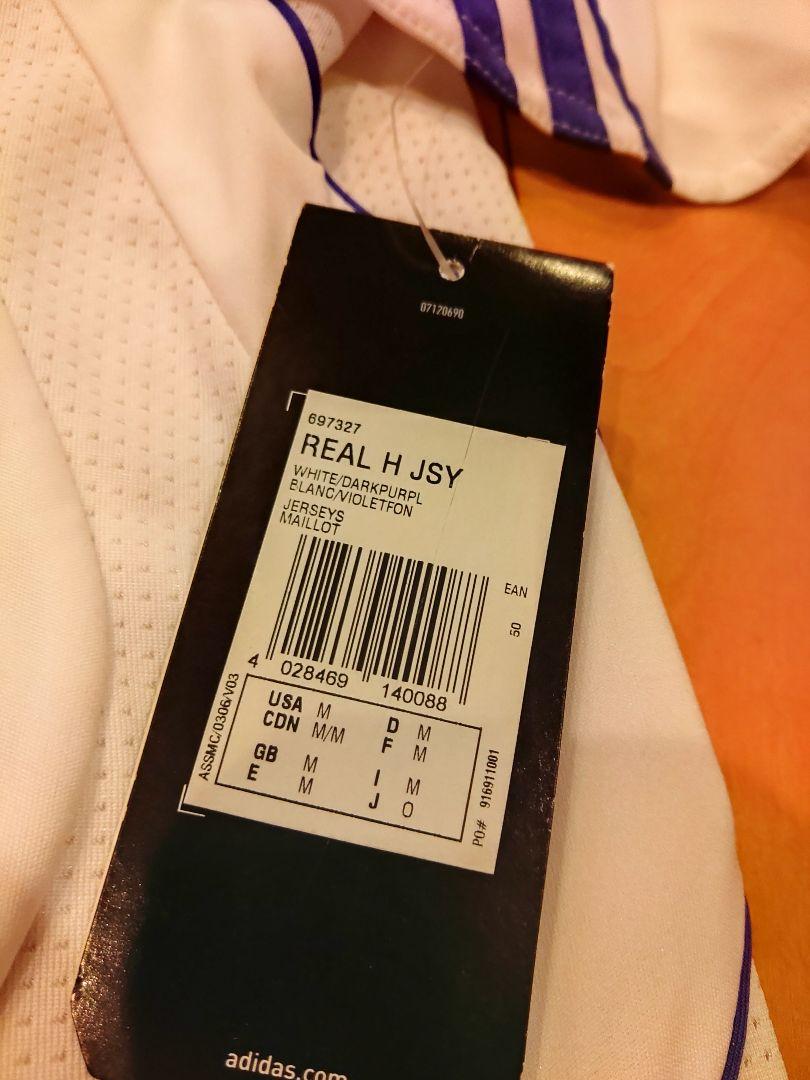 07120690
697327
REAL H JSY
WHITE/DARKPURPL
BLANC/VIOLETFON
JERSEYS
MAILLOT
EAN
50
4 028469 140088
USA M D M
CDN M/M F M
GB M I M
E M J O
ASSMC/0306/V03
PO# 916911001
adidas.com